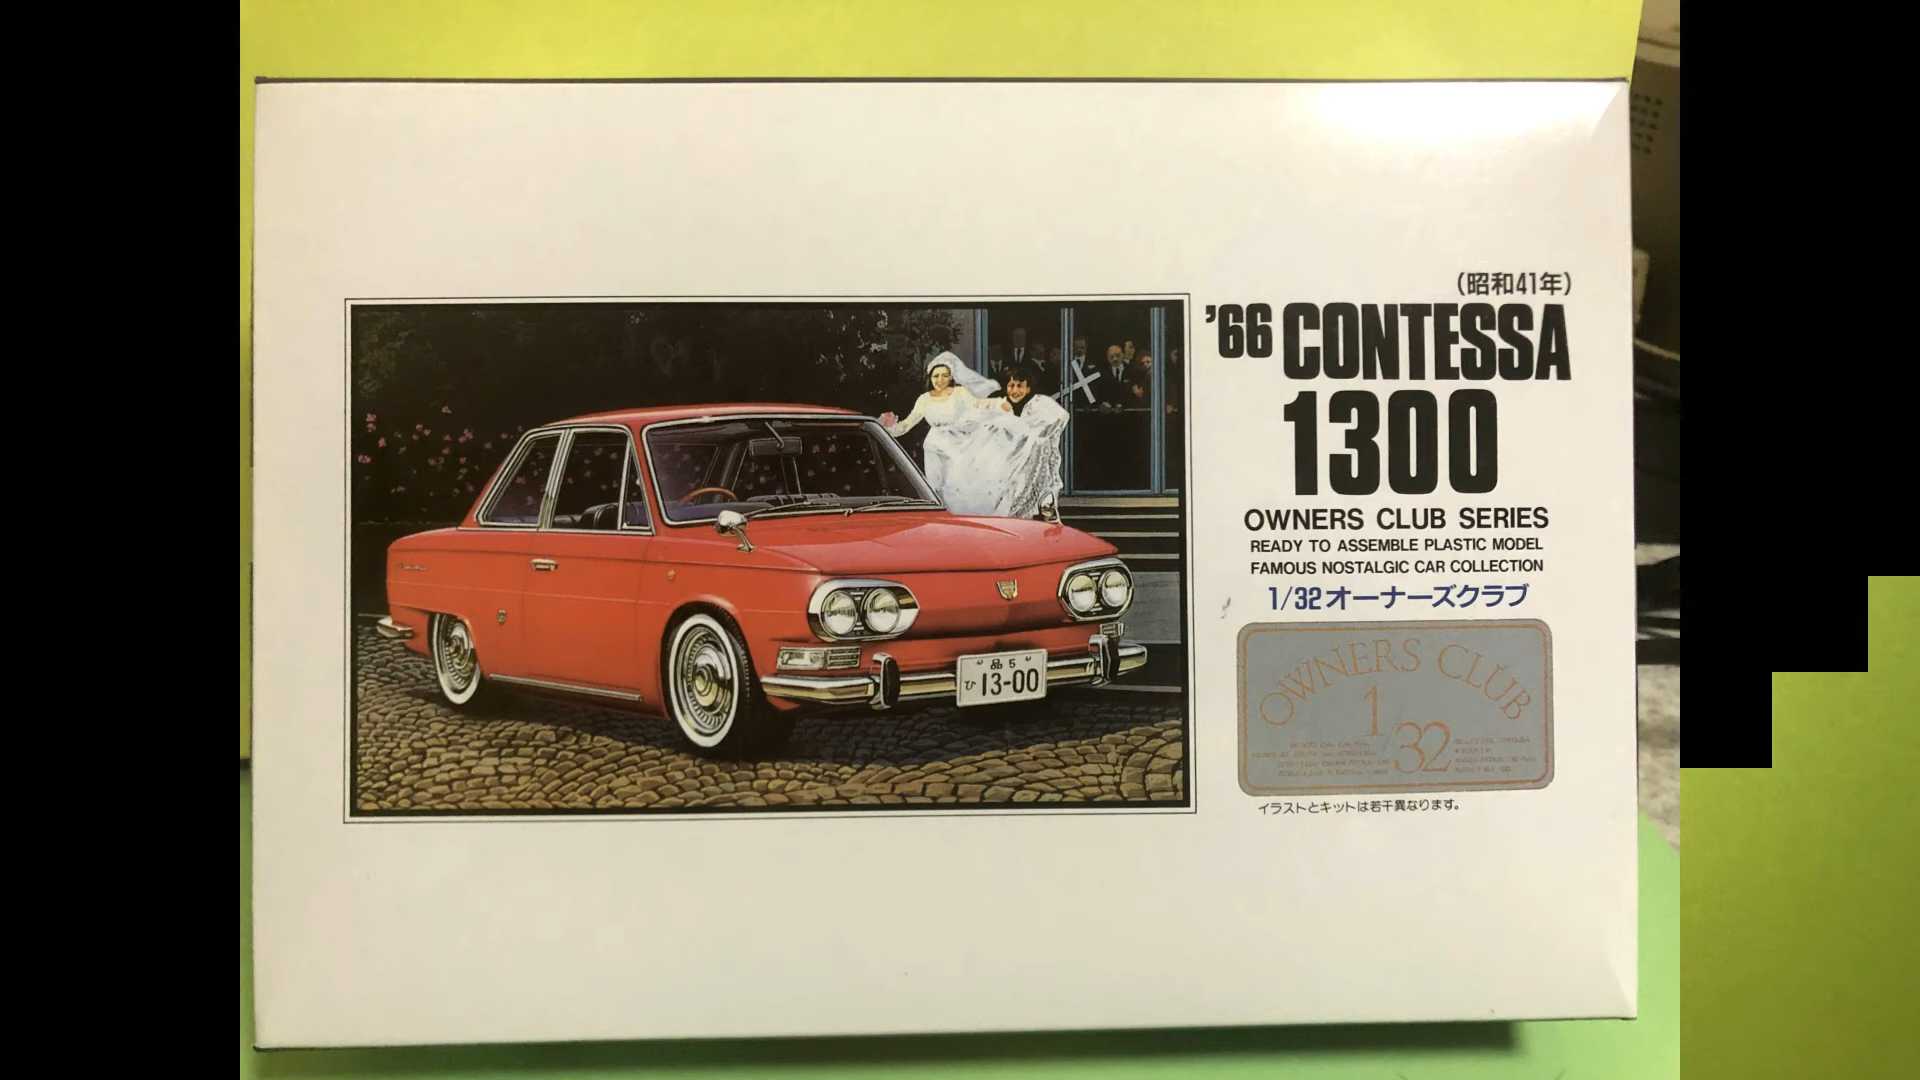 (昭和41年)
'66 CONTESSA
1300
OWNERS CLUB SERIES
READY TO ASSEMBLE PLASTIC MODEL
FAMOUS NOSTALGIC CAR COLLECTION
1/32オーナーズクラブ
OWNERS CLUB
1/32
イラストとキットは若干異なります。
品5
ひ 13-00